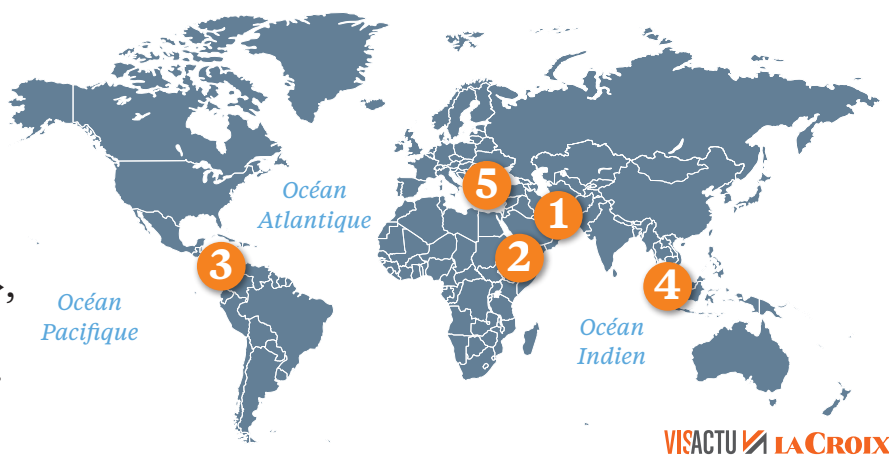 Océan
Atlantique
5
1
2
3
,
Océan
Pacifique
4
Océan
Indien
VISACTU LA CROIX